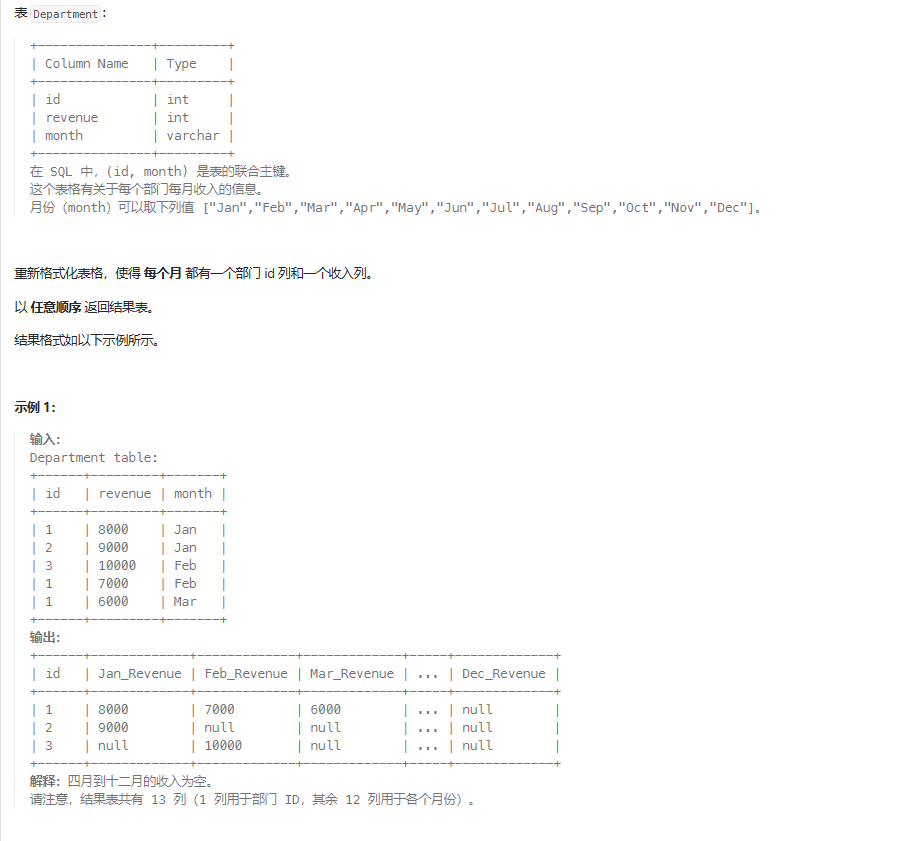 表 Department:
+---------------+---------+
| Column Name   | Type    |
+---------------+---------+
| id            | int     |
| revenue       | int     |
| month         | varchar |
+---------------+---------+
在 SQL 中，(id, month) 是表的联合主键。
这个表格有关于每个部门每月收入的信息。
月份（month）可以取下列值 ["Jan","Feb","Mar","Apr","May","Jun","Jul","Aug","Sep","Oct","Nov","Dec"]。
重新格式化表格，使得 每个月 都有一个部门 id 列和一个收入列。
以 任意顺序 返回结果表。
结果格式如以下示例所示。
示例 1：
输入：
Department table:
+------+---------+-------+
| id   | revenue | month |
+------+---------+-------+
| 1    | 8000    | Jan   |
| 2    | 9000    | Jan   |
| 3    | 10000   | Feb   |
| 1    | 7000    | Feb   |
| 1    | 6000    | Mar   |
+------+---------+-------+
输出：
+------+-------------+-------------+-------------+-----+-------------+
| id   | Jan_Revenue | Feb_Revenue | Mar_Revenue | ... | Dec_Revenue |
+------+-------------+-------------+-------------+-----+-------------+
| 1    | 8000        | 7000        | 6000        | ... | null        |
| 2    | 9000        | null        | null        | ... | null        |
| 3    | null        | 10000       | null        | ... | null        |
+------+-------------+-------------+-------------+-----+-------------+
解释：四月到十二月的收入为空。
请注意，结果表共有 13 列（1 列用于部门 ID，其余 12 列用于各个月份）。